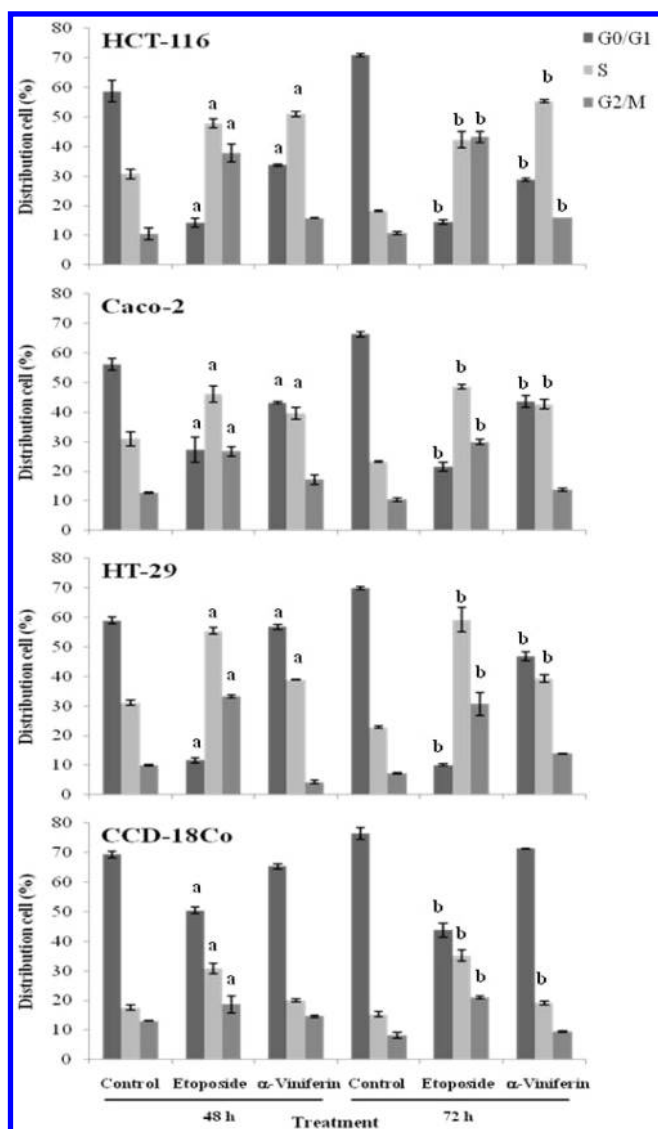 HCT-116
G0/G1
S
G2/M
Distribution cell (%)
80
70
60
50
40
30
20
10
0
a
a
a
a
a
b
b
b
b
b
b
Caco-2
Distribution cell (%)
80
70
60
50
40
30
20
10
0
a
a
a
a
a
b
b
b
b
b
HT-29
Distribution cell (%)
80
70
60
50
40
30
20
10
0
a
a
a
a
a
b
b
b
b
b
CCD-18Co
Distribution cell (%)
80
70
60
50
40
30
20
10
0
a
a
a
b
b
b
b
Control Etoposide α-Viniferin Control Etoposide α-Viniferin
48 h Treatment 72 h